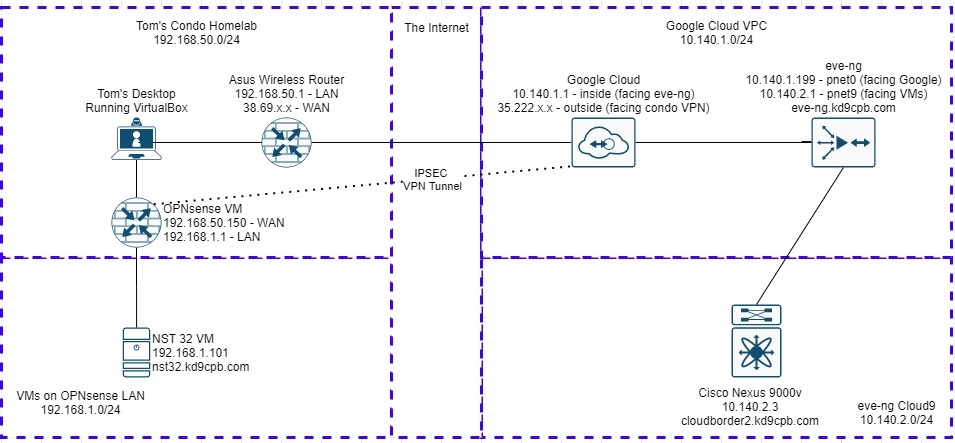 Tom's Condo Homelab
192.168.50.0/24
The Internet
Google Cloud VPC
10.140.1.0/24
Tom's Desktop
Running VirtualBox
Asus Wireless Router
192.168.50.1 - LAN
38.69.x.x - WAN
Google Cloud
10.140.1.1 - inside (facing eve-ng)
35.222.x.x - outside (facing condo VPN)
eve-ng
10.140.1.199 - pnet0 (facing Google)
10.140.2.1 - pnet9 (facing VMs)
eve-ng.kd9cpb.com
IPSEC
VPN Tunnel
OPNsense VM
192.168.50.150 - WAN
192.168.1.1 - LAN
NST 32 VM
192.168.1.101
nst32.kd9cpb.com
VMs on OPNsense LAN
192.168.1.0/24
Cisco Nexus 9000v
10.140.2.3
cloudborder2.kd9cpb.com
eve-ng Cloud9
10.140.2.0/24